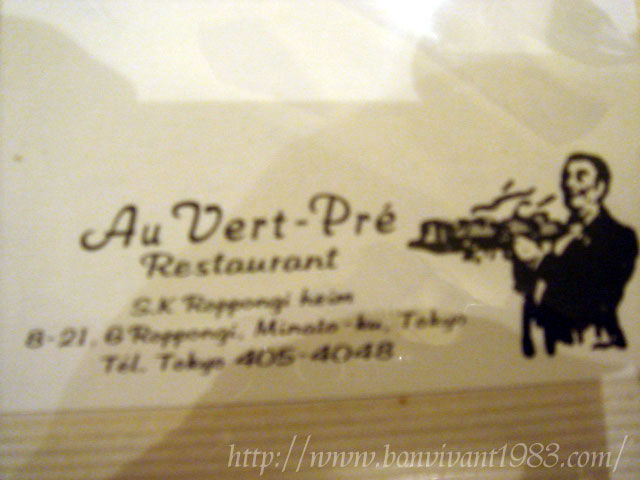 Au Vert-Pré
Restaurant
S.K Roppongi heim
8-21, 6 Roppongi, Minato-ku, Tokyo
Tél. Tokyo 405-4048
http://www.banvivant1983.com/